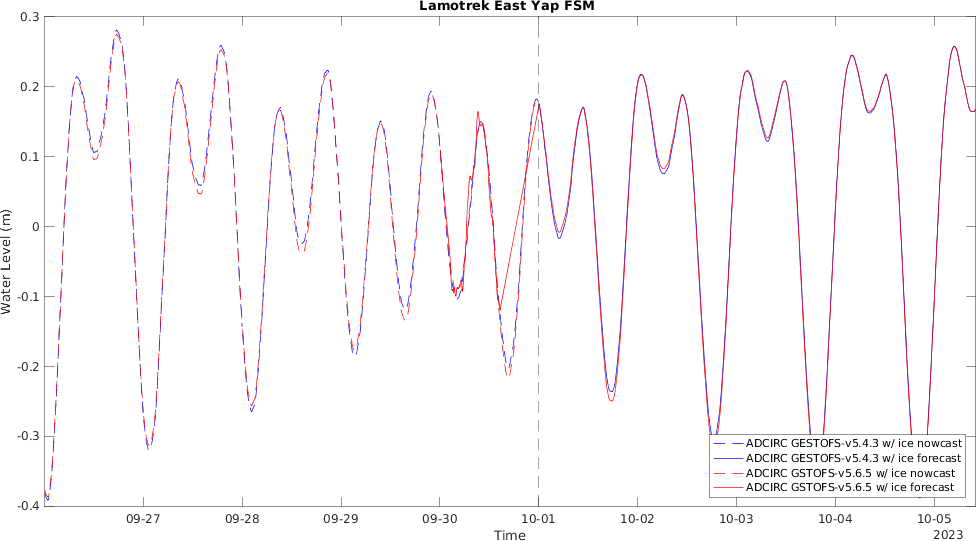 Lamotrek East Yap FSM
0.3
0.2
0.1
0
-0.1
-0.2
-0.3
-0.4
Water Level (m)
ADCIRC GESTOFS-v5.4.3 w/ ice nowcast
ADCIRC GESTOFS-v5.4.3 w/ ice forecast
ADCIRC GSTOFS-v5.6.5 w/ ice nowcast
ADCIRC GSTOFS-v5.6.5 w/ ice forecast
09-27 09-28 09-29 09-30 10-01 10-02 10-03 10-04 10-05
Time
2023